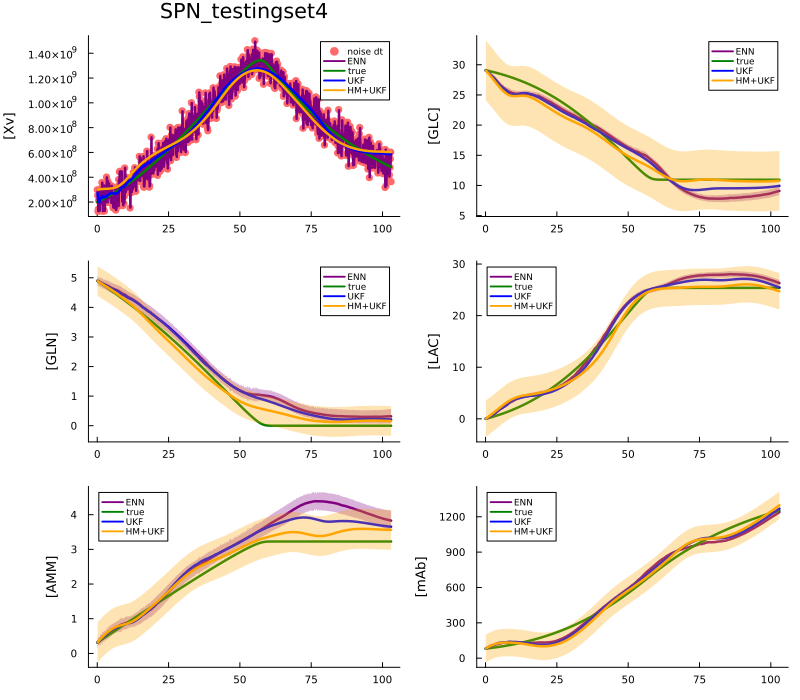 SPN_testingset4
[Xv]
1.40×10⁹
1.20×10⁹
1.00×10⁹
8.00×10⁸
6.00×10⁸
4.00×10⁸
2.00×10⁸
0 25 50 75 100
noise dt
ENN
true
UKF
HM+UKF
[GLC]
30
25
20
15
10
5
0 25 50 75 100
ENN
true
UKF
HM+UKF
[GLN]
5
4
3
2
1
0
0 25 50 75 100
ENN
true
UKF
HM+UKF
[LAC]
30
20
10
0
0 25 50 75 100
ENN
true
UKF
HM+UKF
[AMM]
4
3
2
1
0
0 25 50 75 100
ENN
true
UKF
HM+UKF
[mAb]
1200
900
600
300
0
0 25 50 75 100
ENN
true
UKF
HM+UKF